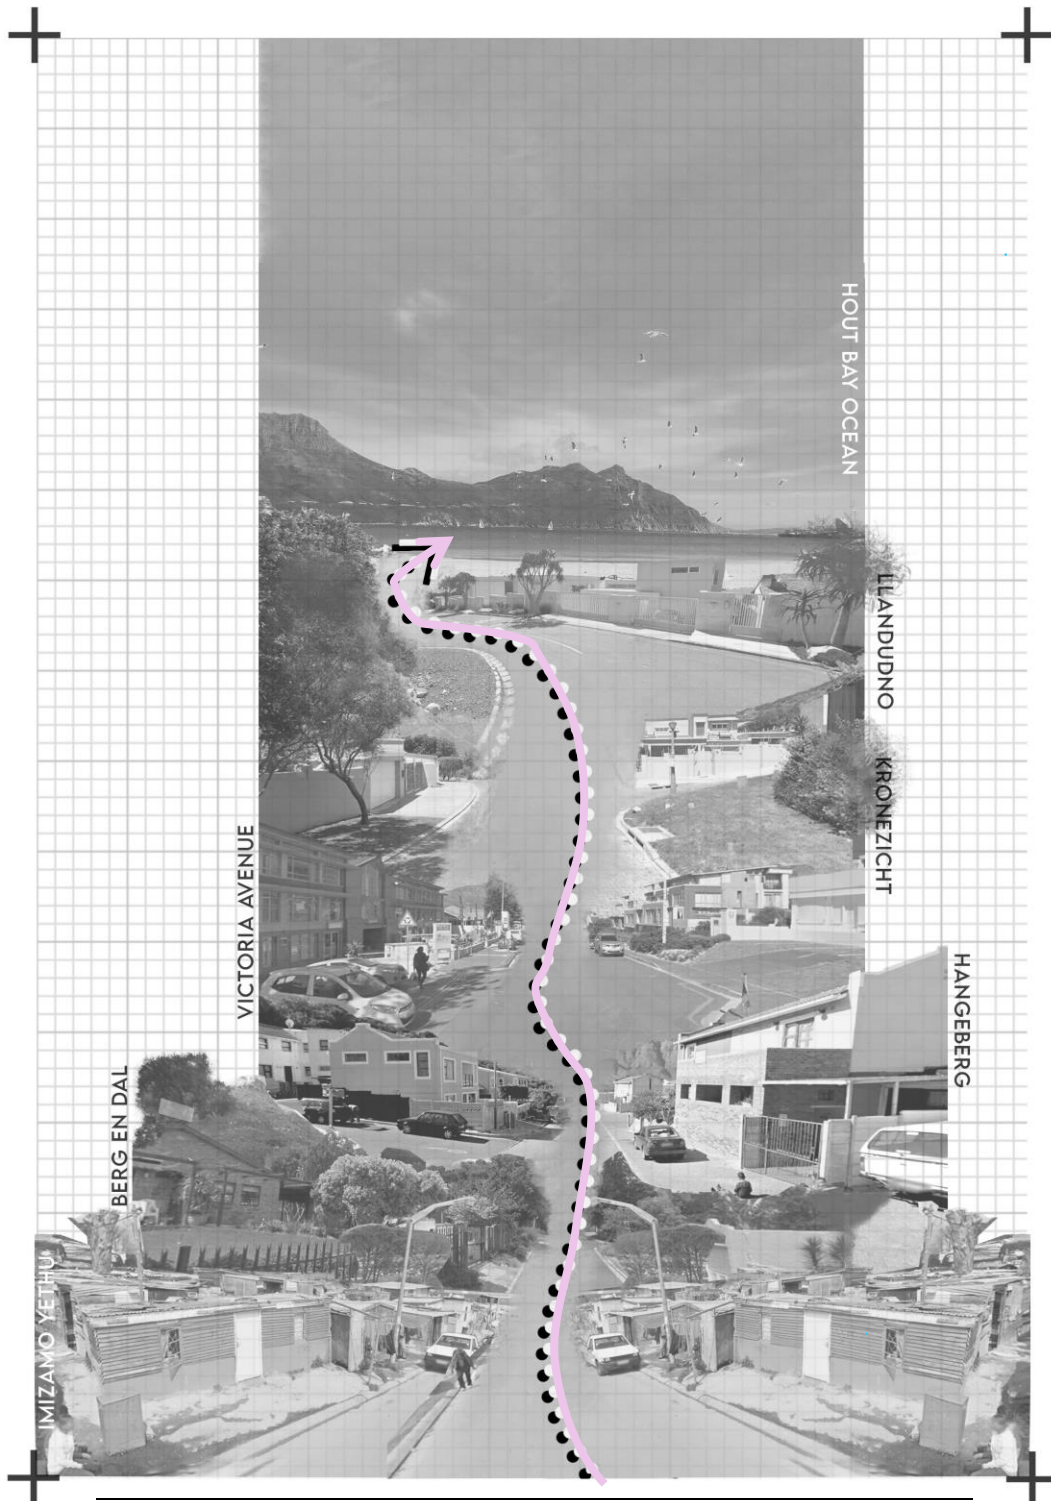 HOUT BAY OCEAN
LLANDUDNO
KRONEZICHT
VICTORIA AVENUE
HANGEBERG
BERG EN DAL
IMIZAMO YETHU